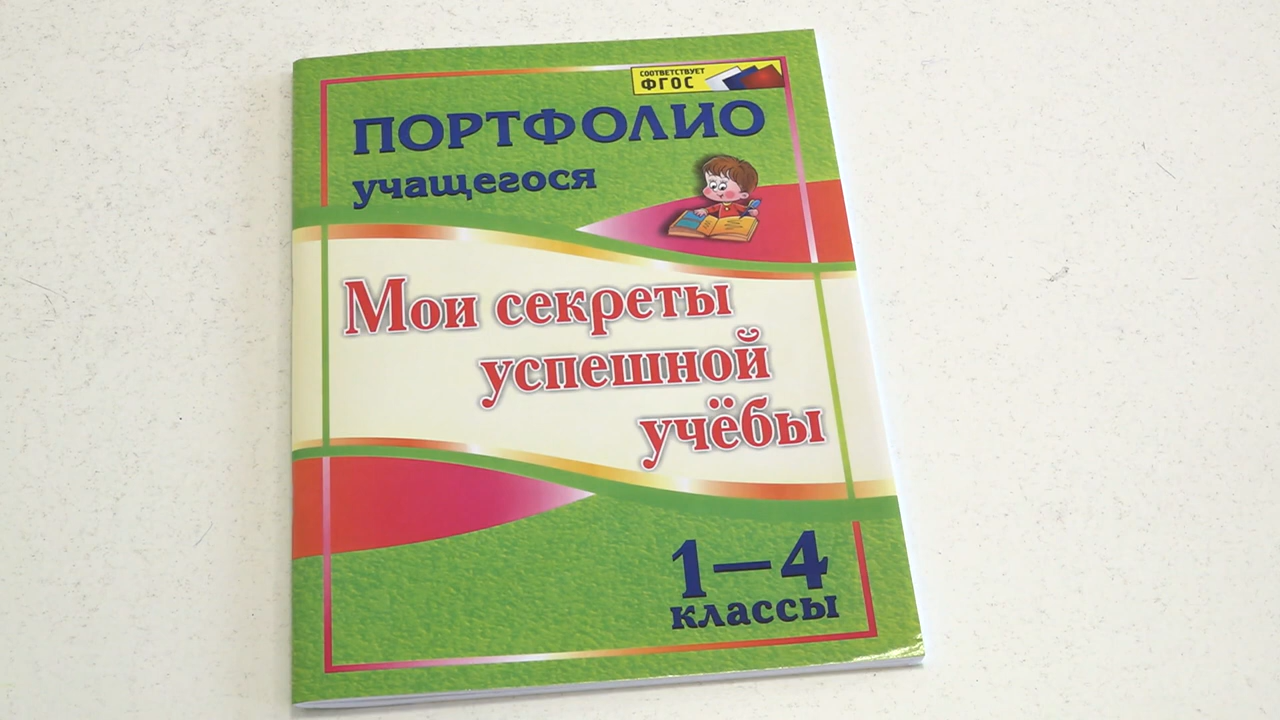 СООТВЕТСТВУЕТ
ФГОС
ПОРТФОЛИО
учащегося
Мои секреты
успешной
учёбы
1—4
классы